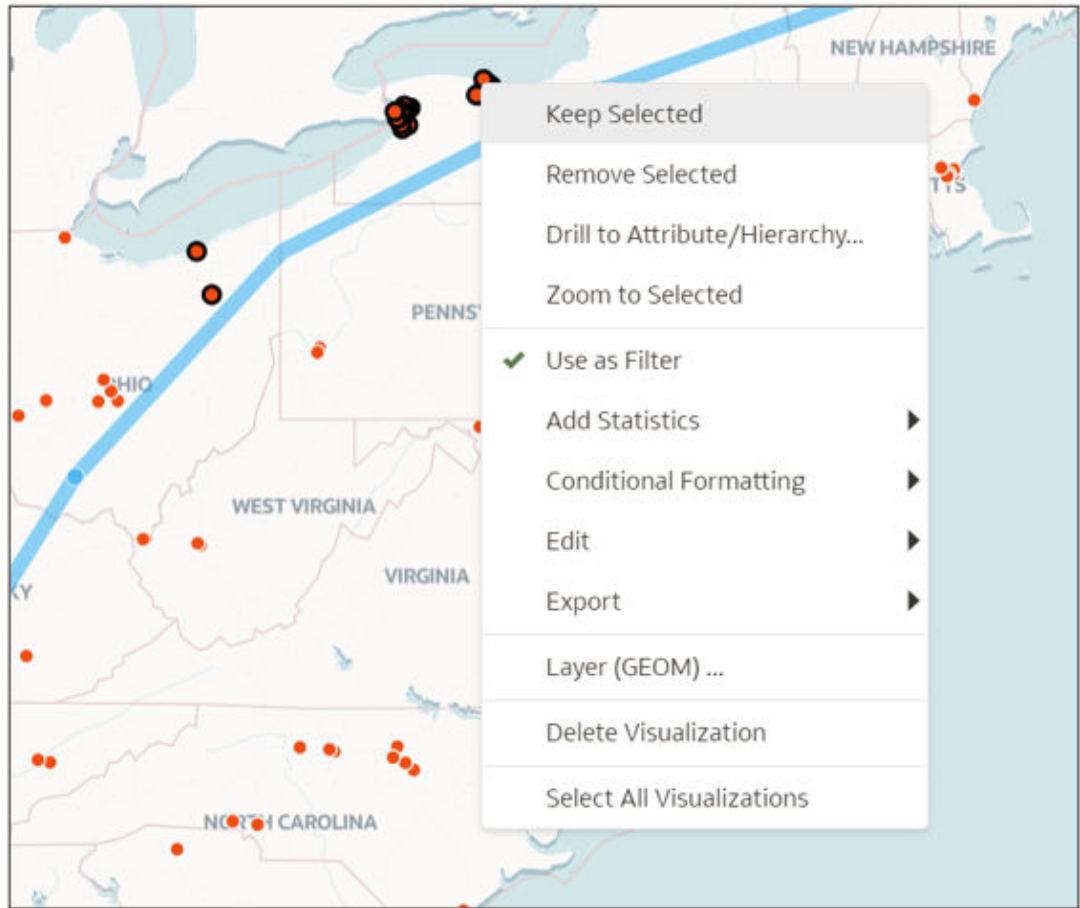 NEW HAMPSHIRE
Keep Selected
Remove Selected
TTS
Drill to Attribute/Hierarchy...
Zoom to Selected
PENNS
Use as Filter
HIO
Add Statistics
Conditional Formatting
WEST VIRGINIA
Edit
VIRGINIA
KY
Export
Layer (GEOM) ...
Delete Visualization
Select All Visualizations
NORTH CAROLINA